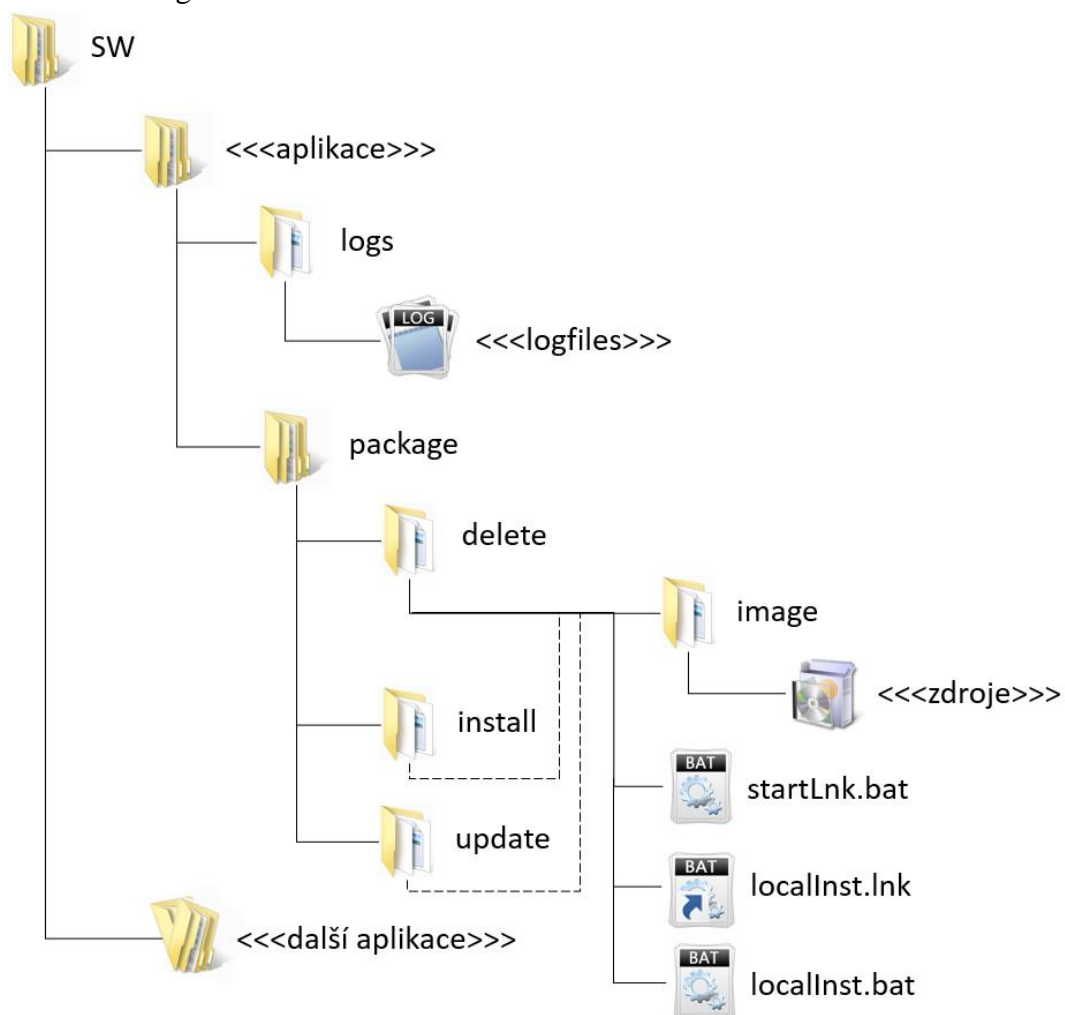 SW
<<<aplikace>>>
logs
LOG
<<<logfiles>>>
package
delete
image
<<<zdroje>>>
install
BAT
startLnk.bat
update
BAT
localInst.lnk
<<<další aplikace>>>
BAT
localInst.bat